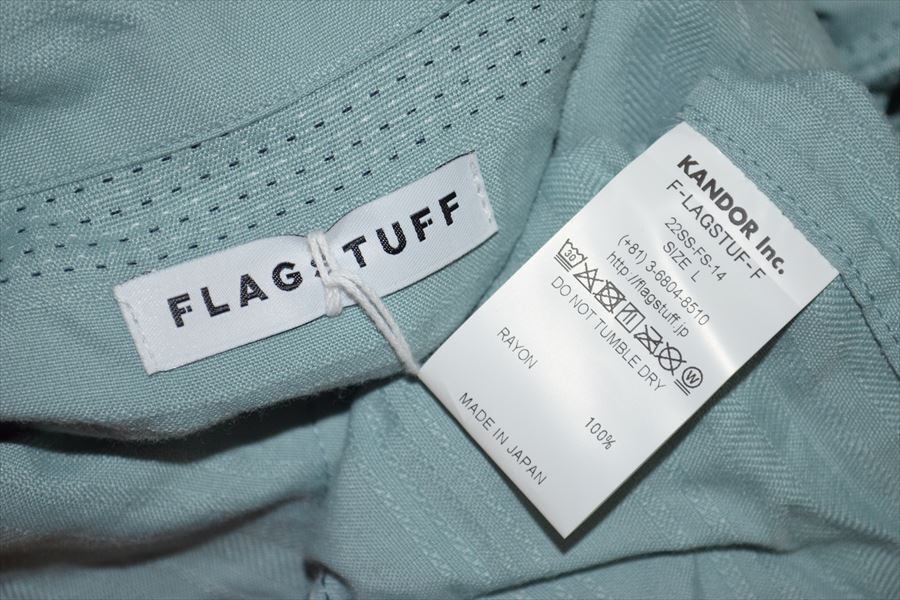 FLAGSTUFF
KANDOR Inc.
F-LAGSTUF-F
22SS-FS-14
SIZE L
(+81) 3-6804-8510
http://flagstuff.jp
30 W
DO NOT TUMBLE DRY
RAYON 100%
MADE IN JAPAN